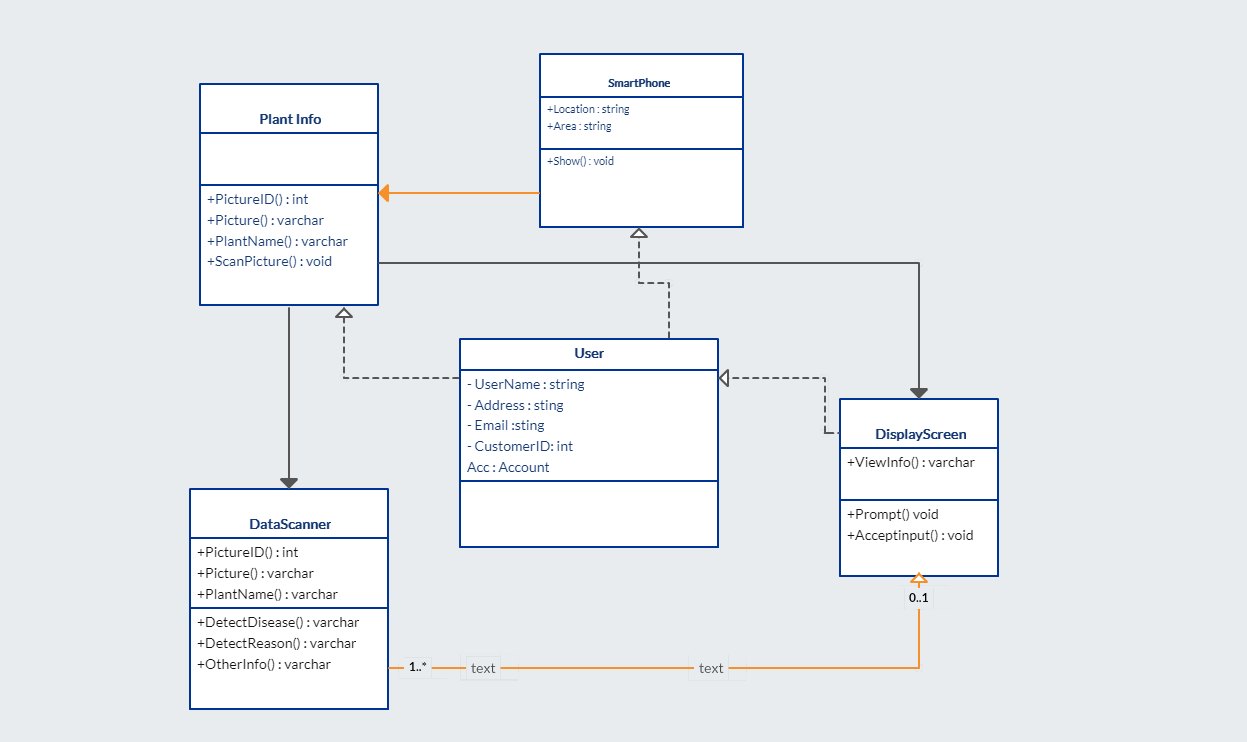 SmartPhone
+Location : string
+Area : string
+Show() : void
Plant Info
+PictureID() : int
+Picture() : varchar
+PlantName() : varchar
+ScanPicture() : void
User
- UserName : string
- Address : sting
- Email :sting
- CustomerID: int
Acc : Account
DisplayScreen
+ViewInfo() : varchar
+Prompt() void
+Acceptinput() : void
0..1
DataScanner
+PictureID() : int
+Picture() : varchar
+PlantName() : varchar
+DetectDisease() : varchar
+DetectReason() : varchar
+OtherInfo() : varchar
1..*
text
text